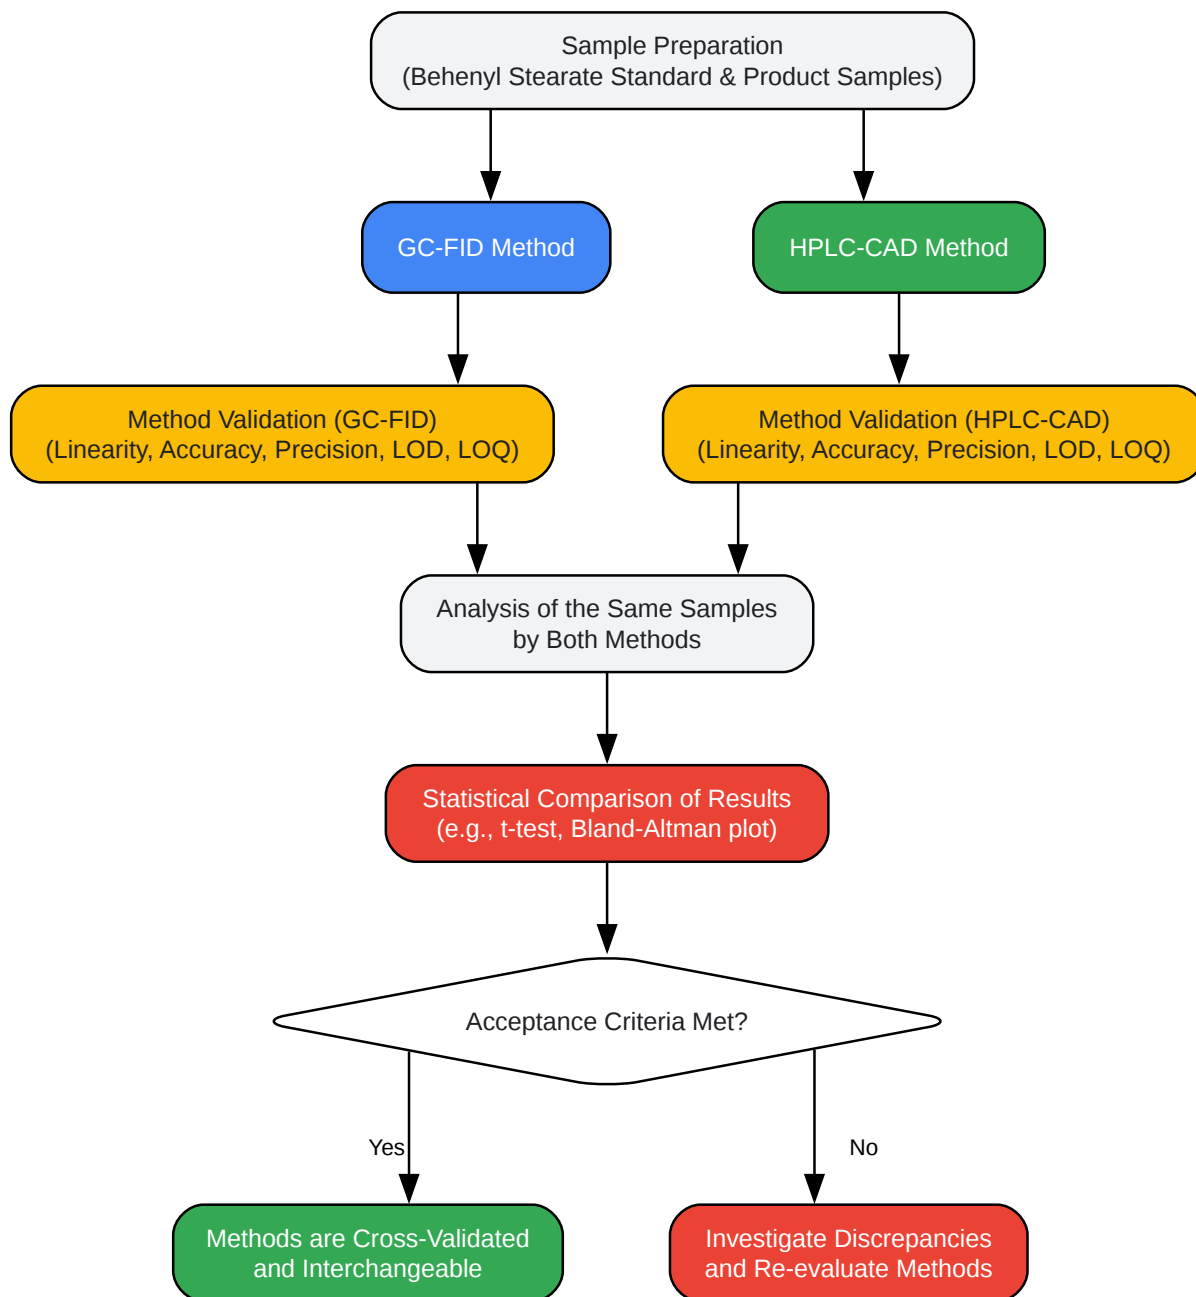 Sample Preparation
(Behenyl Stearate Standard & Product Samples)
GC-FID Method
HPLC-CAD Method
Method Validation (GC-FID)
(Linearity, Accuracy, Precision, LOD, LOQ)
Method Validation (HPLC-CAD)
(Linearity, Accuracy, Precision, LOD, LOQ)
Analysis of the Same Samples
by Both Methods
Statistical Comparison of Results
(e.g., t-test, Bland-Altman plot)
Acceptance Criteria Met?
Yes
No
Methods are Cross-Validated
and Interchangeable
Investigate Discrepancies
and Re-evaluate Methods